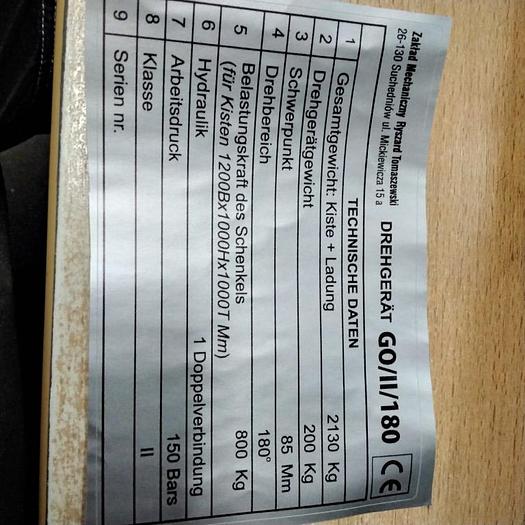 Zakład Mechaniczny Ryszard Tomaszewski
26-130 Suchedniów ul. Mickiewicza 15 a
DREHGERÄT GO/II/180 CE
TECHNISCHE DATEN
1 Gesamtgewicht: Kiste + Ladung 2130 Kg
2 Drehgerätgewicht 200 Kg
3 Schwerpunkt 85 Mm
4 Drehbereich 180°
5 Belastungskraft des Schenkels 800 Kg
(für Kisten 1200Bx1000Hx1000T Mm)
6 Hydraulik 1 Doppelverbindung
7 Arbeitsdruck 150 Bars
8 Klasse II
9 Serien nr.